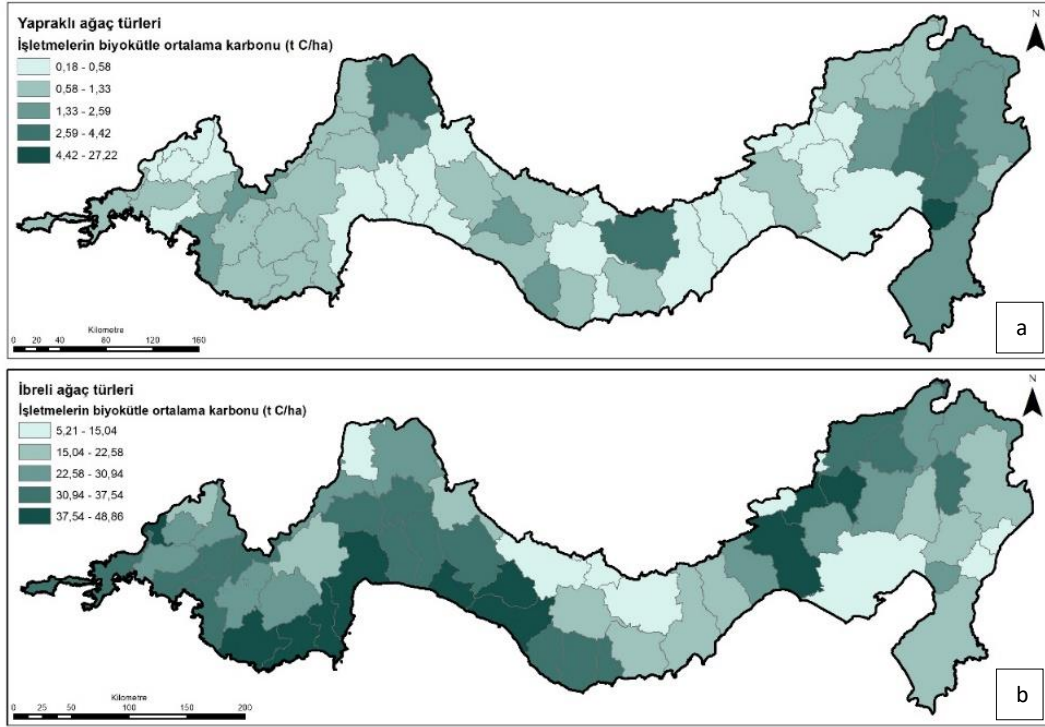 Yapraklı ağaç türleri
İşletmelerin biyokütle ortalama karbonu (t C/ha)
0,18 - 0,58
0,58 - 1,33
1,33 - 2,59
2,59 - 4,42
4,42 - 27,22
N
Kilometre
0 20 40 80 120 160
a
İbreli ağaç türleri
İşletmelerin biyokütle ortalama karbonu (t C/ha)
5,21 - 15,04
15,04 - 22,58
22,58 - 30,94
30,94 - 37,54
37,54 - 48,86
N
Kilometre
0 25 50 100 150 200
b